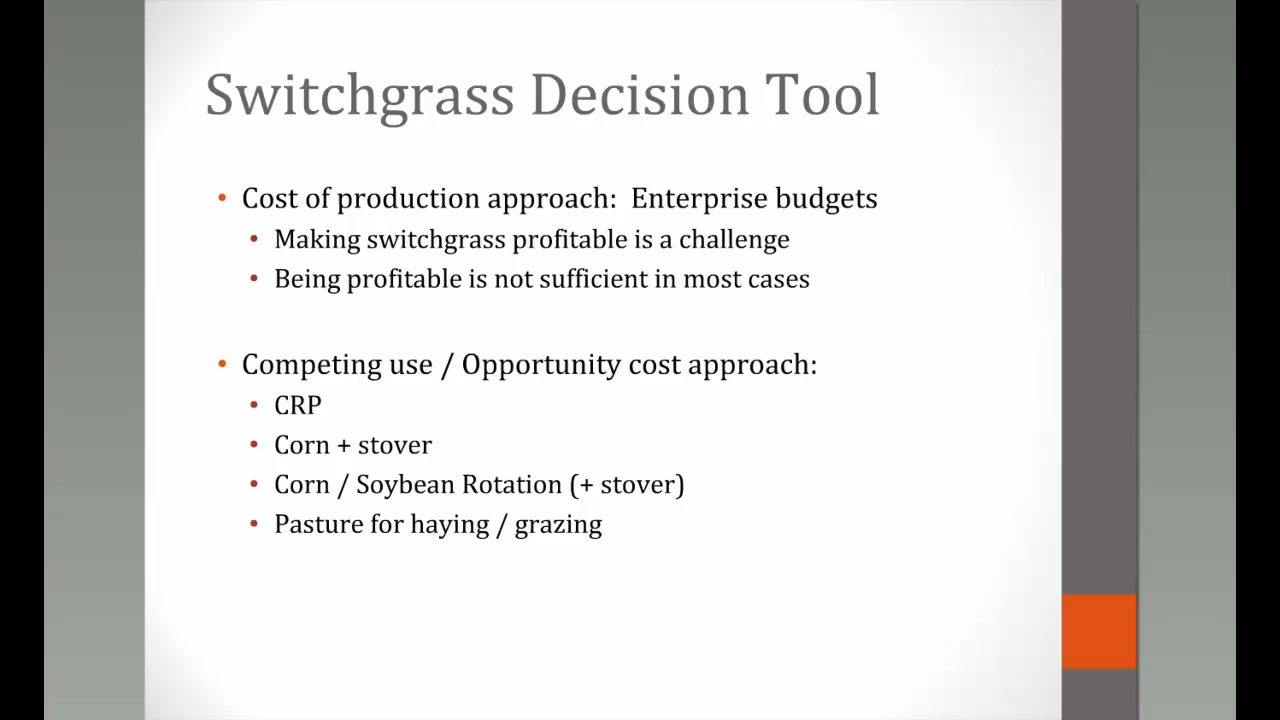 Switchgrass Decision Tool
• Cost of production approach:  Enterprise budgets
• Making switchgrass profitable is a challenge
• Being profitable is not sufficient in most cases
• Competing use / Opportunity cost approach:
• CRP
• Corn + stover
• Corn / Soybean Rotation (+ stover)
• Pasture for haying / grazing